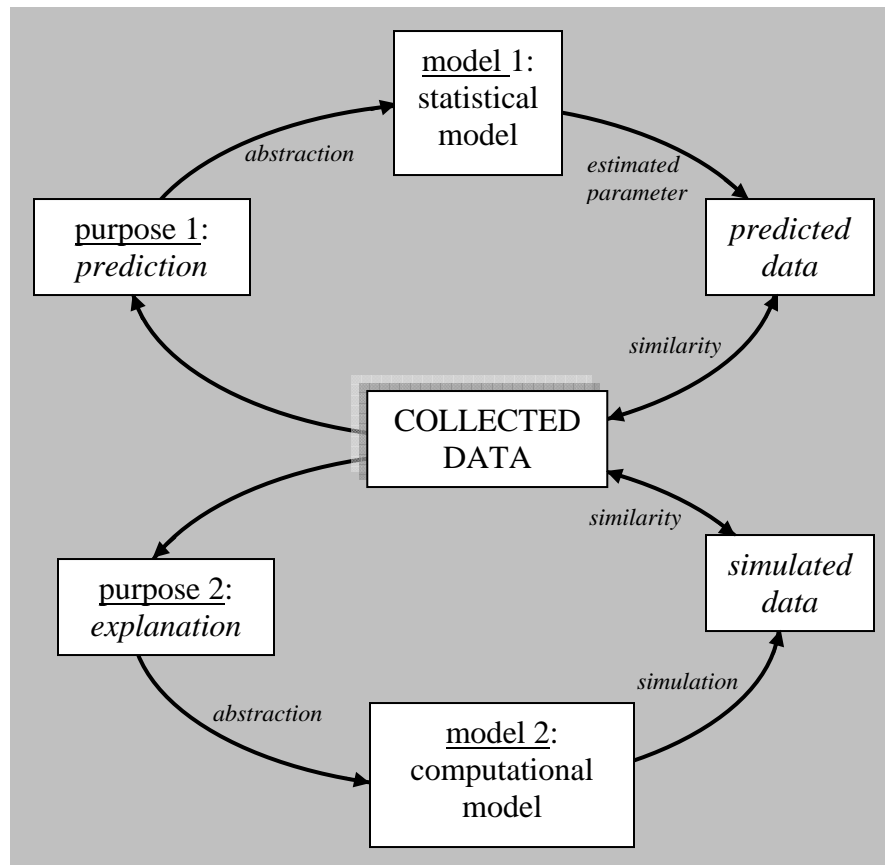 model 1:
statistical
model
abstraction
estimated
parameter
purpose 1:
prediction
predicted
data
similarity
COLLECTED
DATA
similarity
purpose 2:
explanation
simulated
data
abstraction
simulation
model 2:
computational
model